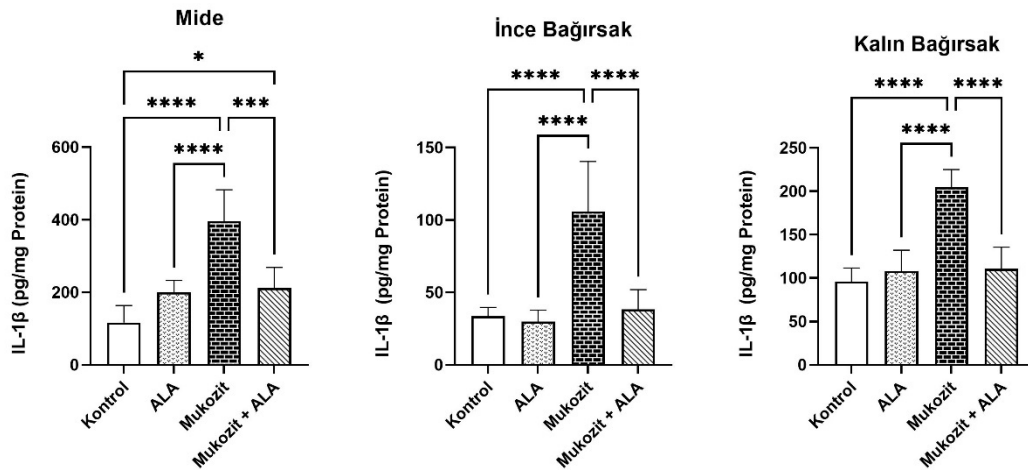 Mide
*
****
***
****
600
400
200
0
IL-1β (pg/mg Protein)
Kontrol
ALA
Mukozit
Mukozit + ALA
İnce Bağırsak
****
****
****
150
100
50
0
IL-1β (pg/mg Protein)
Kontrol
ALA
Mukozit
Mukozit + ALA
Kalın Bağırsak
****
****
****
250
200
150
100
50
0
IL-1β (pg/mg Protein)
Kontrol
ALA
Mukozit
Mukozit + ALA